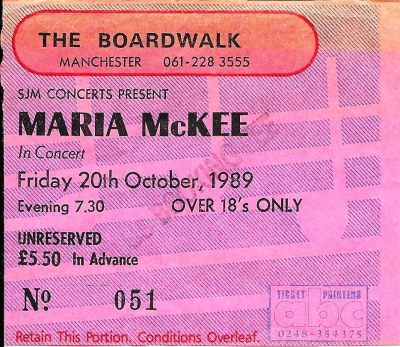 THE BOARDWALK
MANCHESTER 061-228 3555
SJM CONCERTS PRESENT
MARIA McKEE
In Concert
Friday 20th October, 1989
Evening 7.30 OVER 18's ONLY
UNRESERVED
£5.50 In Advance
No 051
TICKET PRINTERS
abc
0248-354375
Retain This Portion. Conditions Overleaf.